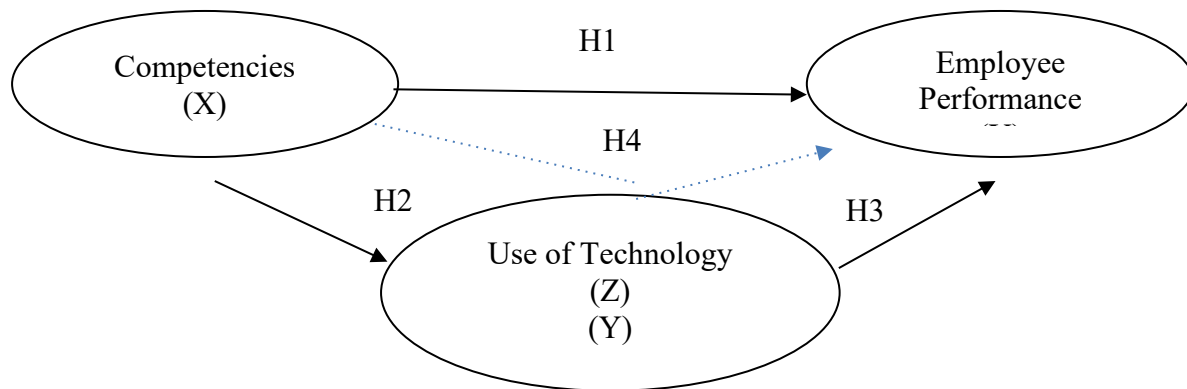 H1
Competencies
(X)
Employee
Performance
H4
H2
H3
Use of Technology
(Z)
(Y)